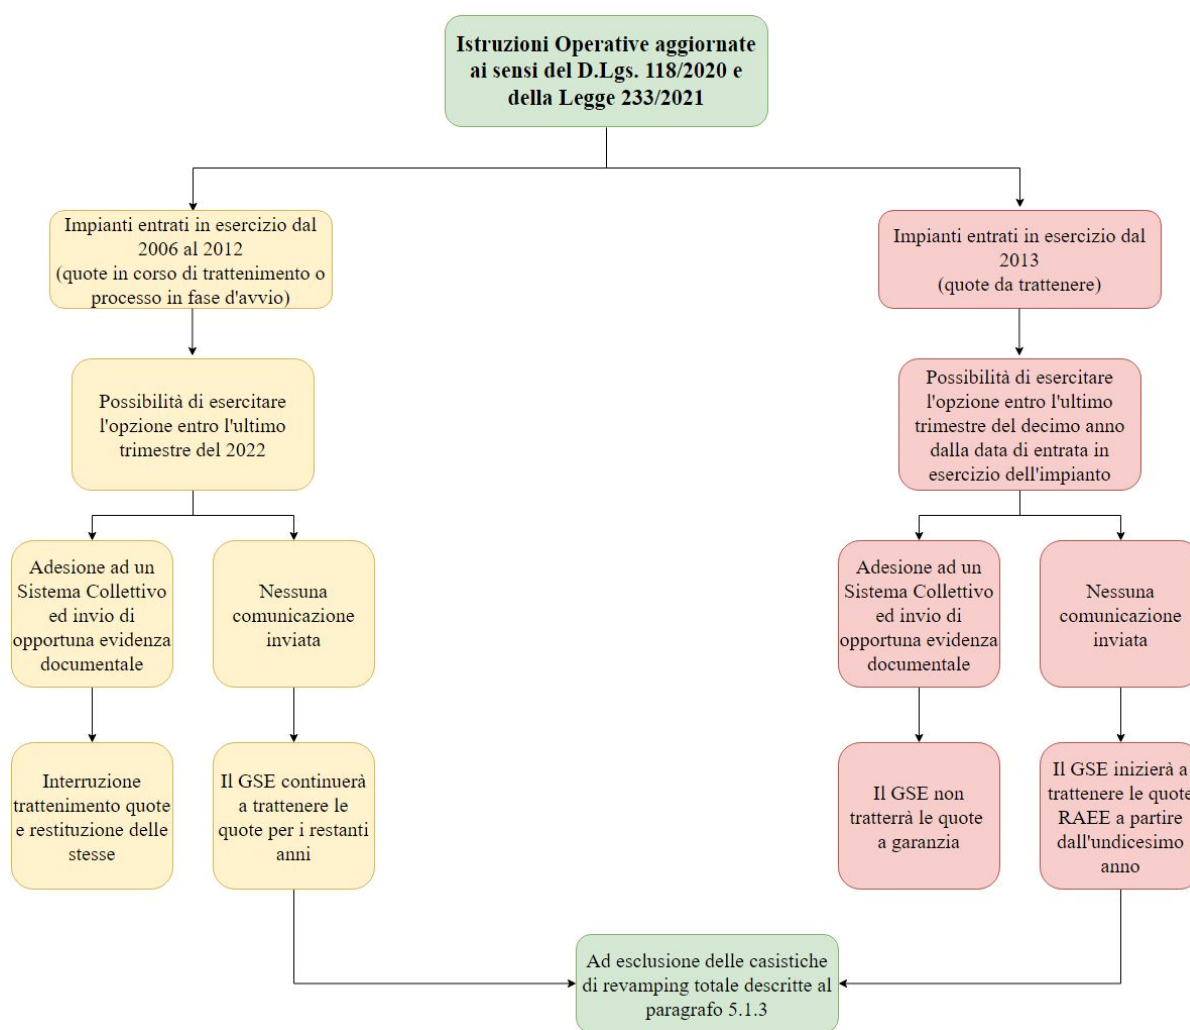 Istruzioni Operative aggiornate
ai sensi del D.Lgs. 118/2020 e
della Legge 233/2021
Impianti entrati in esercizio dal
2006 al 2012
(quote in corso di trattenimento o
processo in fase d'avvio)
Impianti entrati in esercizio dal
2013
(quote da trattenere)
Possibilità di esercitare
l'opzione entro l'ultimo
trimestre del 2022
Possibilità di esercitare
l'opzione entro l'ultimo
trimestre del decimo anno
dalla data di entrata in
esercizio dell'impianto
Adesione ad un
Sistema Collettivo
ed invio di
opportuna evidenza
documentale
Nessuna
comunicazione
inviata
Adesione ad un
Sistema Collettivo
ed invio di
opportuna evidenza
documentale
Nessuna
comunicazione
inviata
Interruzione
trattenimento quote
e restituzione delle
stesse
Il GSE continuerà
a trattenere le
quote per i restanti
anni
Il GSE non
tratterrà le quote
a garanzia
Il GSE inizierà a
trattenere le quote
RAEE a partire
dall'undicesimo
anno
Ad esclusione delle casistiche
di revamping totale descritte al
paragrafo 5.1.3